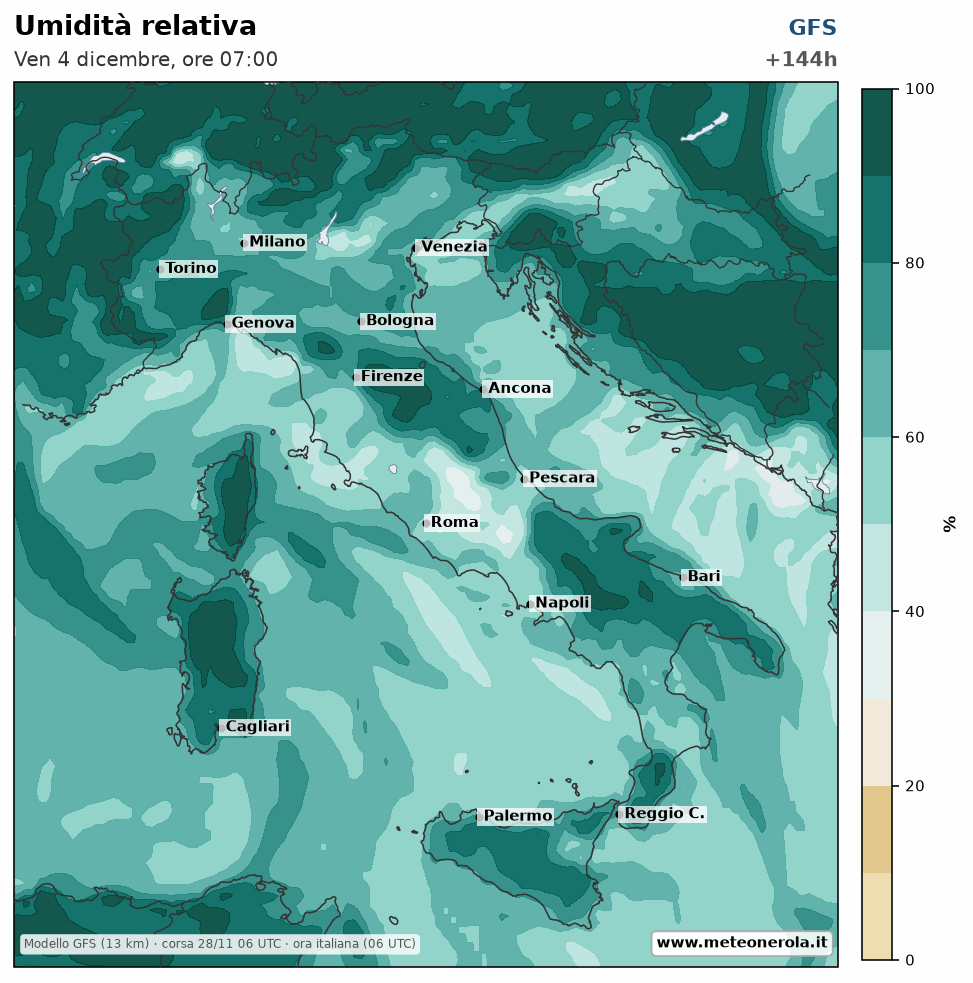 Umidità relativa
GFS
Ven 4 dicembre, ore 07:00
+144h
100
80
60
40
20
0
%
Milano
Venezia
Torino
Genova
Bologna
Firenze
Ancona
Pescara
Roma
Bari
Napoli
Cagliari
Palermo
Reggio C.
Modello GFS (13 km) · corsa 28/11 06 UTC · ora italiana (06 UTC)
www.meteonerola.it